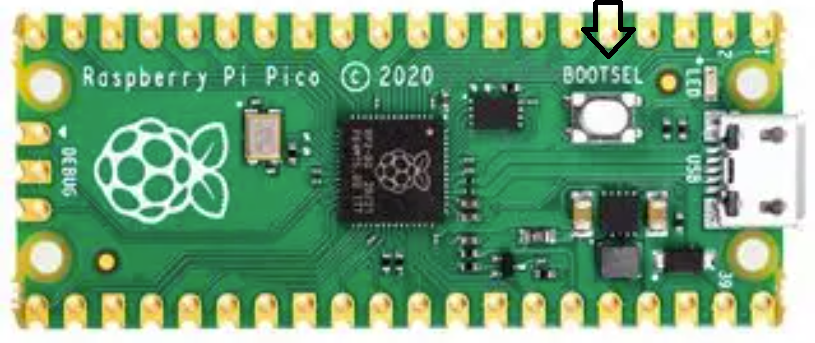 Raspberry Pi Pico © 2020
BOOTSEL
LED
2
1
DEBUG
USB
39